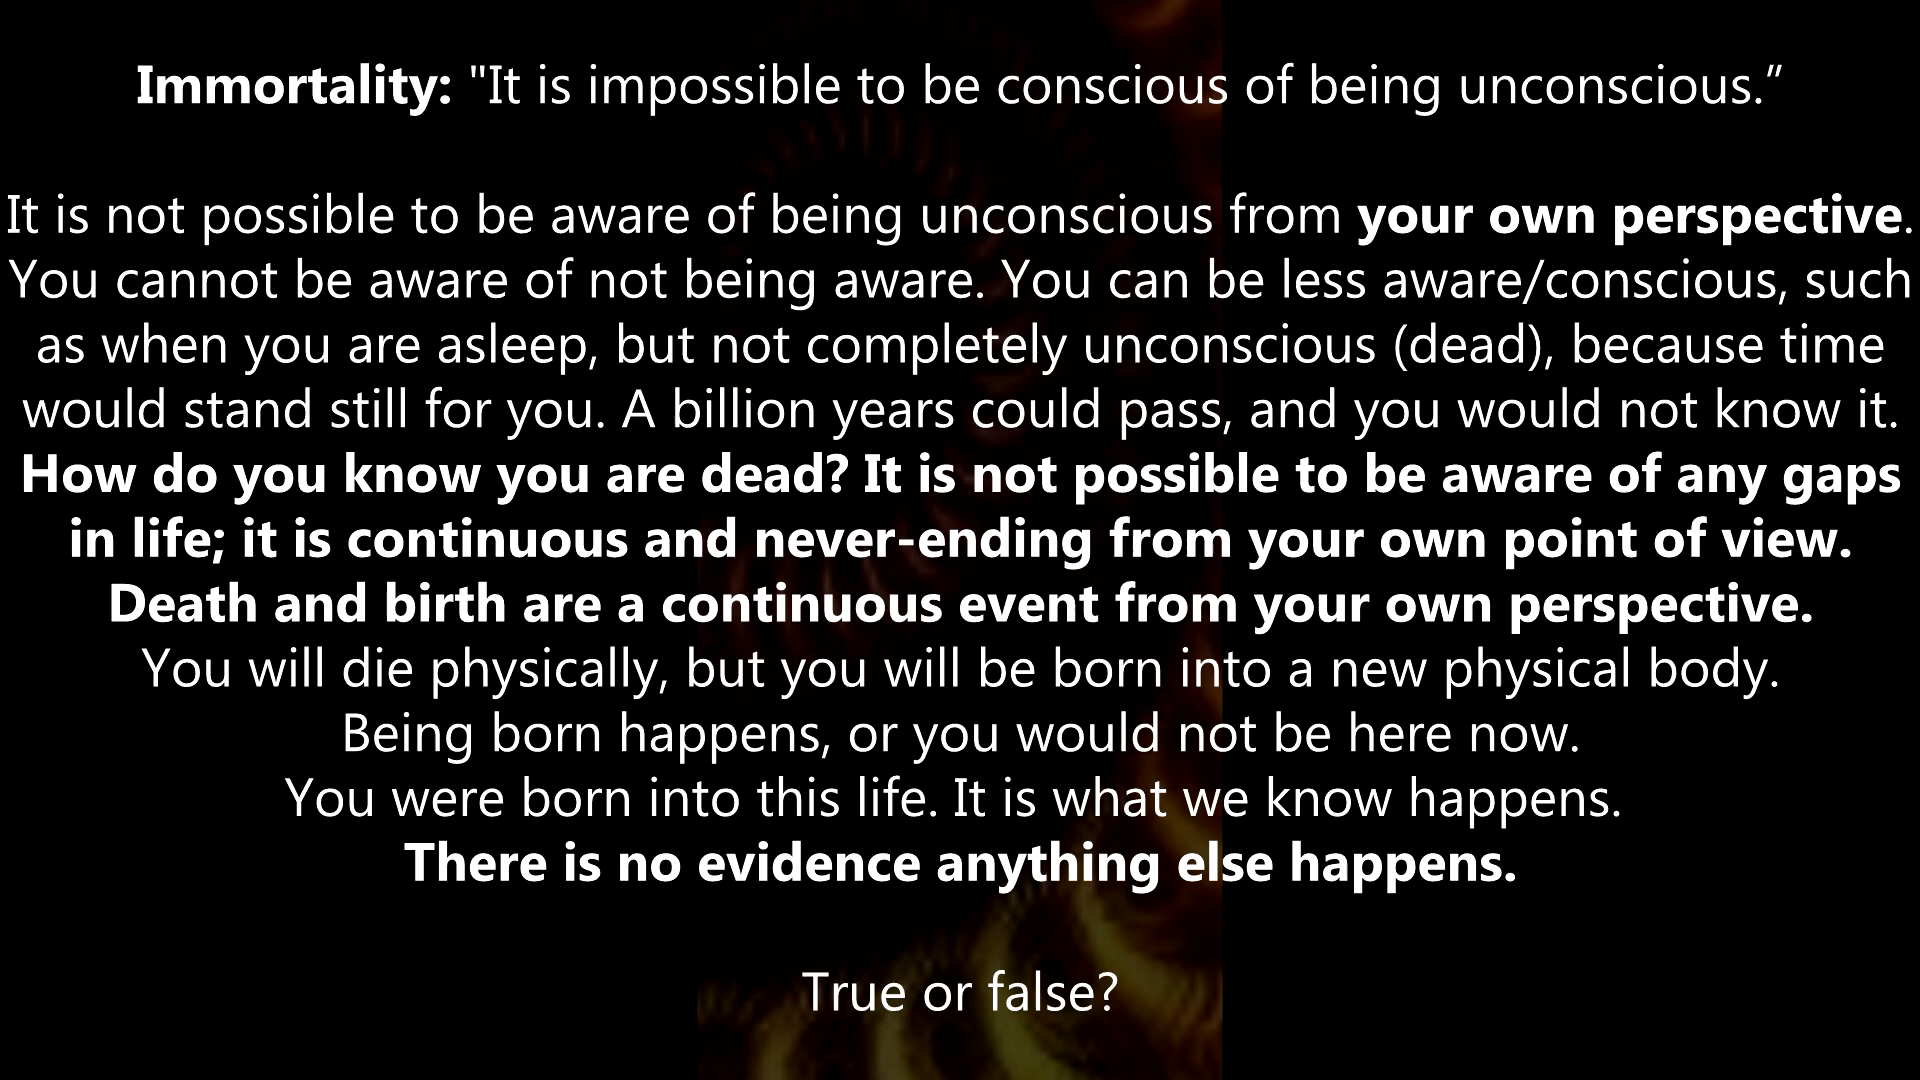 Immortality: "It is impossible to be conscious of being unconscious.”
It is not possible to be aware of being unconscious from your own perspective.
You cannot be aware of not being aware. You can be less aware/conscious, such
as when you are asleep, but not completely unconscious (dead), because time
would stand still for you. A billion years could pass, and you would not know it.
How do you know you are dead? It is not possible to be aware of any gaps
in life; it is continuous and never-ending from your own point of view.
Death and birth are a continuous event from your own perspective.
You will die physically, but you will be born into a new physical body.
Being born happens, or you would not be here now.
You were born into this life. It is what we know happens.
There is no evidence anything else happens.
True or false?